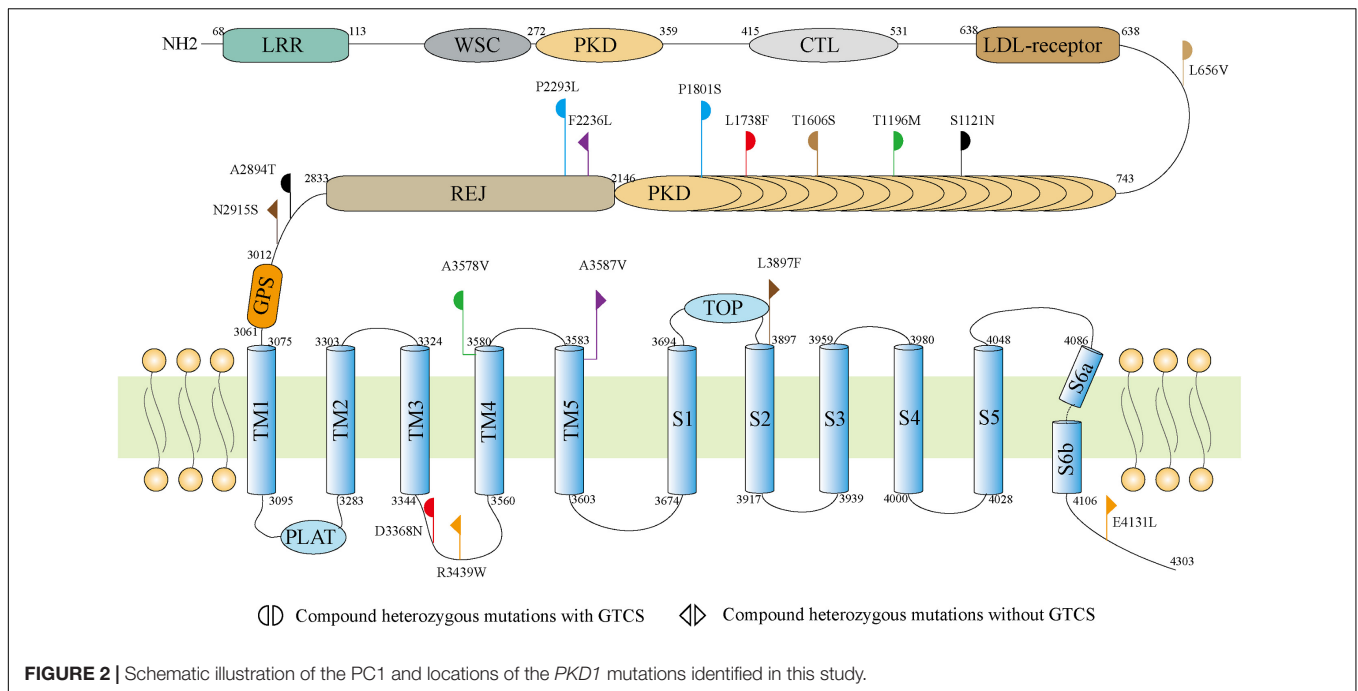 NH2 68 LRR 113 WSC 272 PKD 359 415 CTL 531 638 LDL-receptor 638
L656V
P2293L P1801S
F2236L L1738F T1606S T1196M S1121N
A2894T 2833 REJ 2146 PKD 743
N2915S
3012 GPS 3061
A3578V A3587V L3897F
TOP
3075 3303 3324 3580 3583 3694 3897 3959 3980 4048 4086
TM1 TM2 TM3 TM4 TM5 S1 S2 S3 S4 S5 S6a
S6b
3095 3283 3344 3560 3603 3674 3917 3939 4000 4028 4106
PLAT D3368N R3439W E4131L
4303
Compound heterozygous mutations with GTCS Compound heterozygous mutations without GTCS
FIGURE 2 | Schematic illustration of the PC1 and locations of the PKD1 mutations identified in this study.